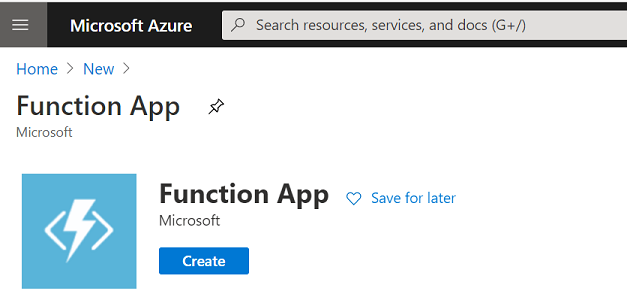 Microsoft Azure
Search resources, services, and docs (G+/)
Home > New >
Function App
Microsoft
Function App
Save for later
Microsoft
Create